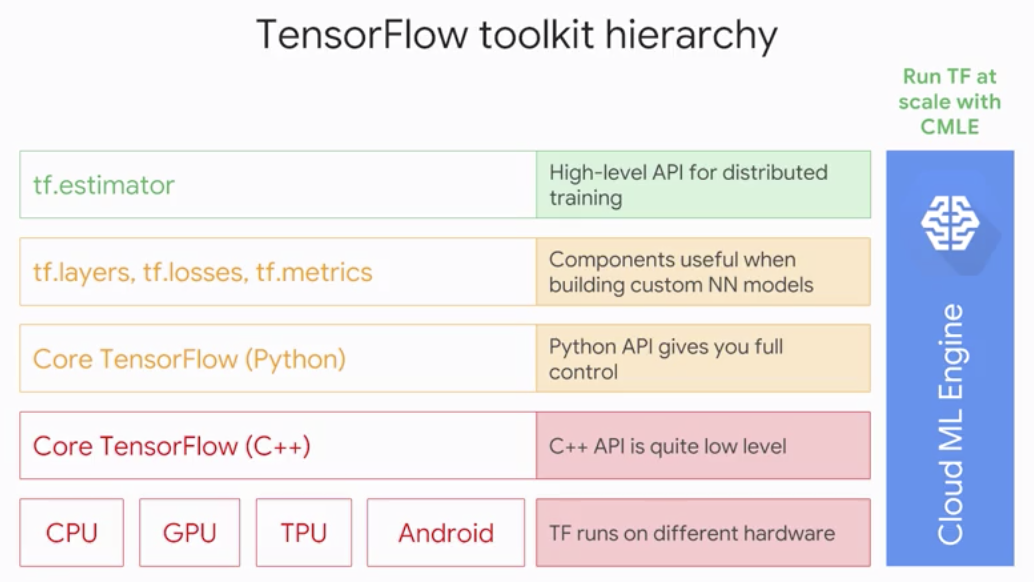 TensorFlow toolkit hierarchy
Run TF at
scale with
CMLE
tf.estimator
High-level API for distributed
training
tf.layers, tf.losses, tf.metrics
Components useful when
building custom NN models
Core TensorFlow (Python)
Python API gives you full
control
Core TensorFlow (C++)
C++ API is quite low level
CPU
GPU
TPU
Android
TF runs on different hardware
Cloud ML Engine